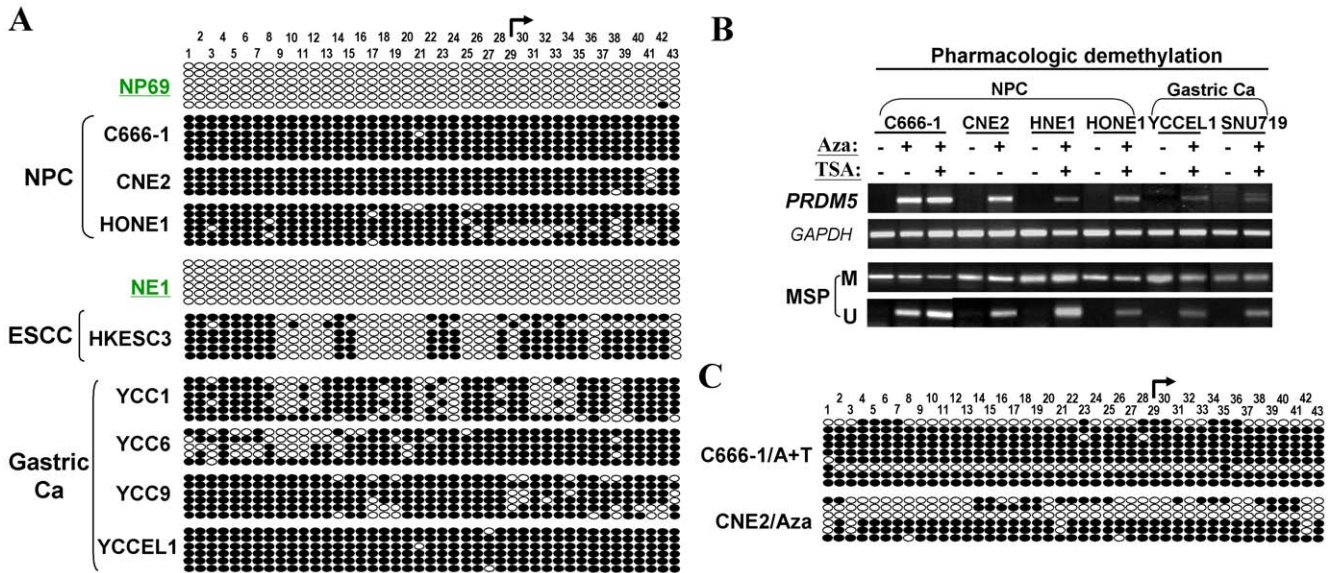 A
2 4 6 8 10 12 14 16 18 20 22 24 26 28 30 32 34 36 38 40 42
1 3 5 7 9 11 13 15 17 19 21 23 25 27 29 31 33 35 37 39 41 43
NP69
NPC
C666-1
CNE2
HONE1
NE1
ESCC
HKESC3
Gastric
Ca
YCC1
YCC6
YCC9
YCCEL1
B
Pharmacologic demethylation
NPC Gastric Ca
C666-1 CNE2 HNE1 HONE1 YCCEL1 SNU719
Aza: - + + - + - + - + - + - +
TSA: - - + - - - + - + - + - +
PRDM5
GAPDH
MSP
M
U
C
2 4 6 8 10 12 14 16 18 20 22 24 26 28 30 32 34 36 38 40 42
1 3 5 7 9 11 13 15 17 19 21 23 25 27 29 31 33 35 37 39 41 43
C666-1/A+T
CNE2/Aza